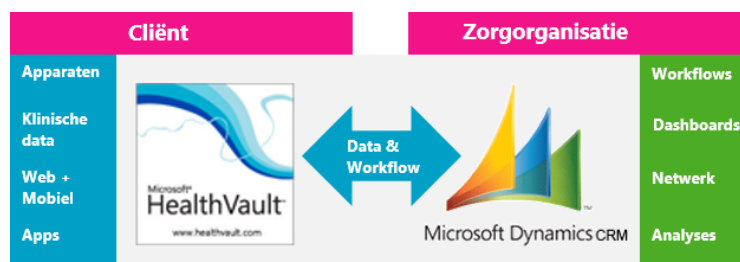 Cliënt
Zorgorganisatie
Apparaten
Klinische
data
Web +
Mobiel
Apps
Microsoft®
HealthVault™
www.healthvault.com
Data &
Workflow
Microsoft Dynamics CRM
Workflows
Dashboards
Netwerk
Analyses